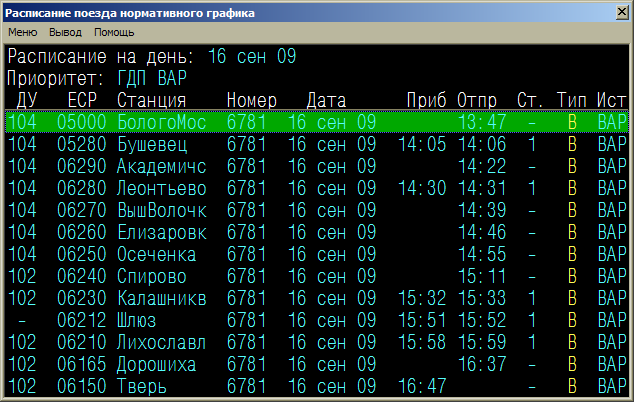 Расписание поезда нормативного графика
Меню Вывод Помощь
Расписание на день: 16 сен 09
Приоритет: ГДП ВАР
ДУ ЕСР Станция Номер Дата Приб Отпр Ст. Тип Ист
104 05000 БологоМос 6781 16 сен 09 13:47 - В ВАР
104 05280 Бушевец 6781 16 сен 09 14:05 14:06 1 В ВАР
104 06290 Академичс 6781 16 сен 09 14:22 - В ВАР
104 06280 Леонтьево 6781 16 сен 09 14:30 14:31 1 В ВАР
104 06270 ВышВолочк 6781 16 сен 09 14:39 - В ВАР
104 06260 Елизаровк 6781 16 сен 09 14:46 - В ВАР
104 06250 Осеченка 6781 16 сен 09 14:55 - В ВАР
102 06240 Спирово 6781 16 сен 09 15:11 - В ВАР
102 06230 Калашникв 6781 16 сен 09 15:32 15:33 1 В ВАР
- 06212 Шлюз 6781 16 сен 09 15:51 15:52 1 В ВАР
102 06210 Лихославл 6781 16 сен 09 15:58 15:59 1 В ВАР
102 06165 Дорошиха 6781 16 сен 09 16:37 - В ВАР
102 06150 Тверь 6781 16 сен 09 16:47 - В ВАР